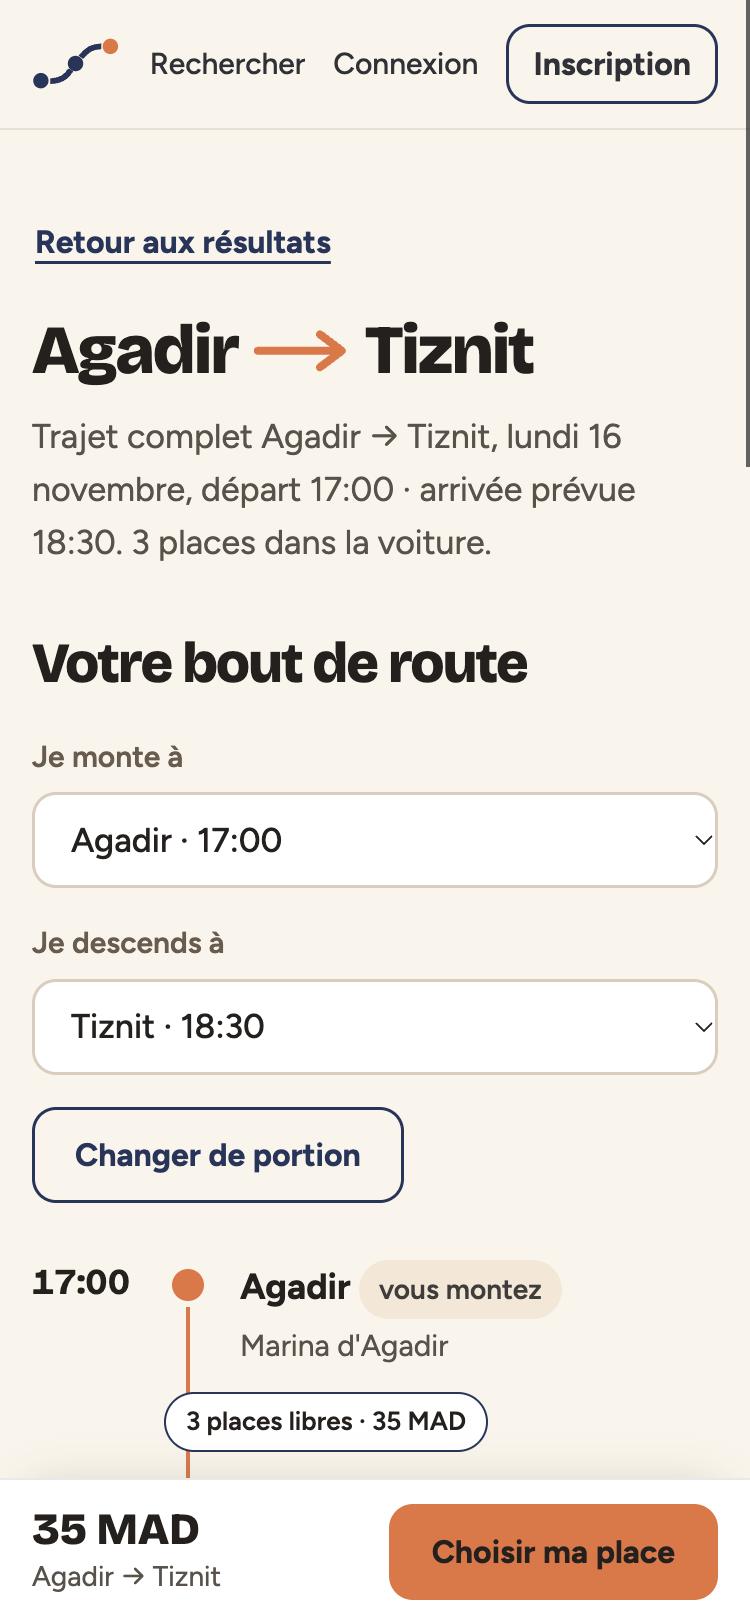 Rechercher Connexion Inscription
Retour aux résultats
Agadir → Tiznit
Trajet complet Agadir → Tiznit, lundi 16
novembre, départ 17:00 · arrivée prévue
18:30. 3 places dans la voiture.
Votre bout de route
Je monte à
Agadir · 17:00
Je descends à
Tiznit · 18:30
Changer de portion
17:00 Agadir vous montez
Marina d'Agadir
3 places libres · 35 MAD
35 MAD
Agadir → Tiznit
Choisir ma place